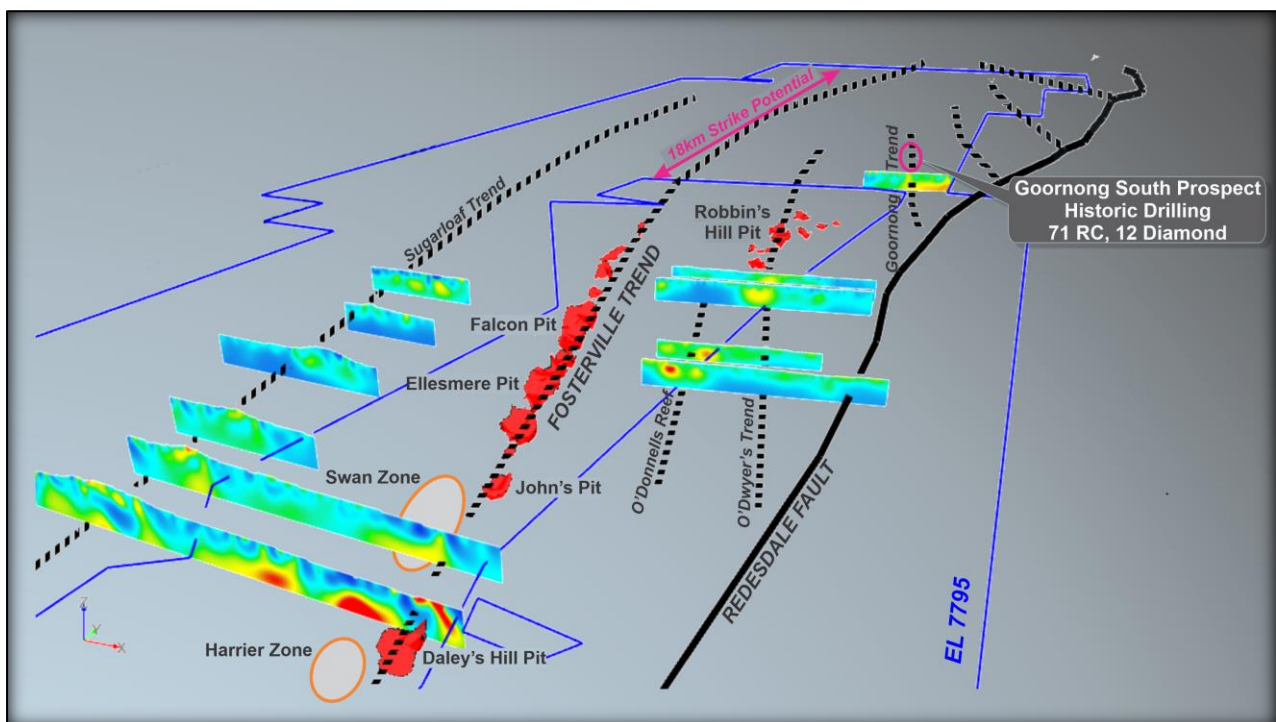 18km Strike Potential
Sugarloaf Trend
Goornong Trend
Goornong South Prospect
Historic Drilling
71 RC, 12 Diamond
Robbin's
Hill Pit
FOSTERVILLE TREND
Falcon Pit
Ellesmere Pit
O'Donnells Reef
O'Dwyer's Trend
Swan Zone
John's Pit
REDESDALE FAULT
EL 7795
Z
Y
X
Harrier Zone
Daley's Hill Pit